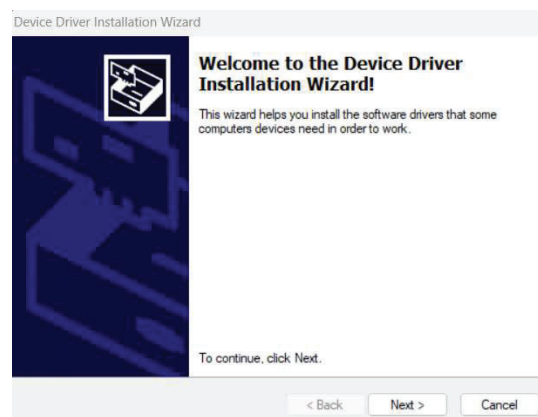 Device Driver Installation Wizard
Welcome to the Device Driver
Installation Wizard!
This wizard helps you install the software drivers that some
computers devices need in order to work.
To continue, click Next.
< Back
Next >
Cancel